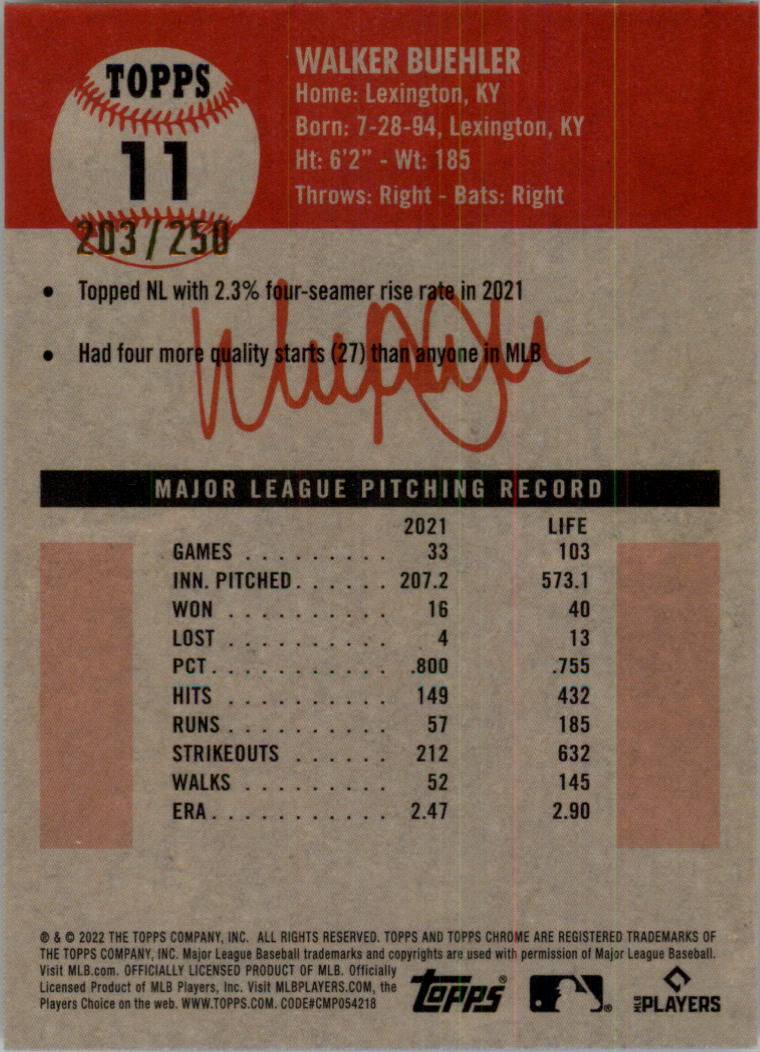 TOPPS
11
203/250
WALKER BUEHLER
Home: Lexington, KY
Born: 7-28-94, Lexington, KY
Ht: 6'2" - Wt: 185
Throws: Right - Bats: Right
• Topped NL with 2.3% four-seamer rise rate in 2021
• Had four more quality starts (27) than anyone in MLB
MAJOR LEAGUE PITCHING RECORD
2021 LIFE
GAMES . . . . . . . . . . 33 103
INN. PITCHED . . . . . . 207.2 573.1
WON . . . . . . . . . . . 16 40
LOST . . . . . . . . . . . 4 13
PCT . . . . . . . . . . . .800 .755
HITS . . . . . . . . . . . 149 432
RUNS . . . . . . . . . . . 57 185
STRIKEOUTS . . . . . . 212 632
WALKS . . . . . . . . . . 52 145
ERA . . . . . . . . . . . 2.47 2.90
® & © 2022 THE TOPPS COMPANY, INC. ALL RIGHTS RESERVED. TOPPS AND TOPPS CHROME ARE REGISTERED TRADEMARKS OF
THE TOPPS COMPANY, INC. Major League Baseball trademarks and copyrights are used with permission of Major League Baseball.
Visit MLB.com. OFFICIALLY LICENSED PRODUCT OF MLB. Officially
Licensed Product of MLB Players, Inc. Visit MLBPLAYERS.COM, the
Players Choice on the web. WWW.TOPPS.COM. CODE#CMP054218
topps®
®
MLB PLAYERS